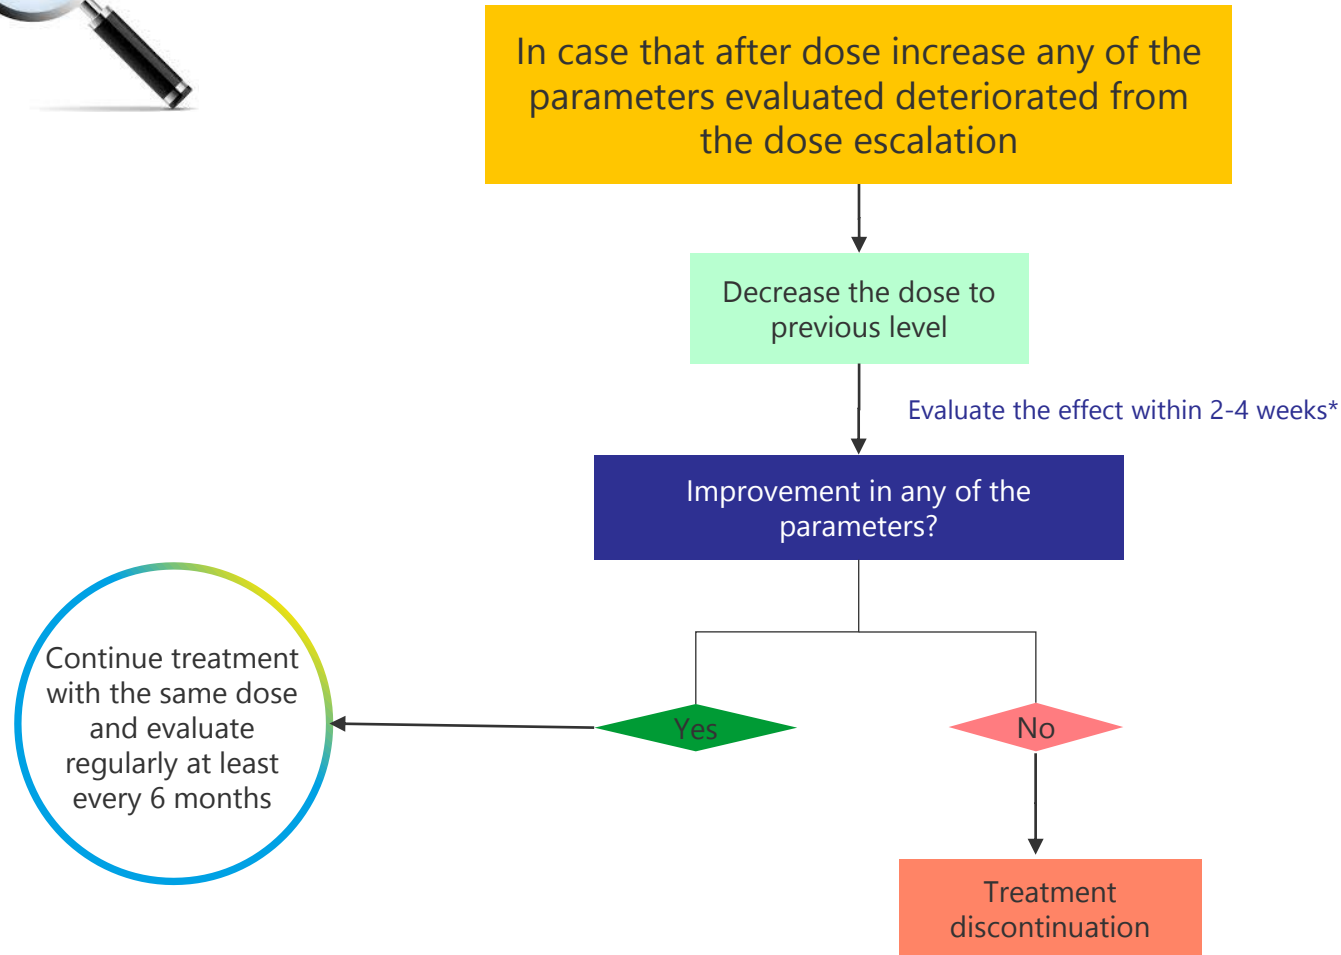 In case that after dose increase any of the
parameters evaluated deteriorated from
the dose escalation
Decrease the dose to
previous level
Evaluate the effect within 2-4 weeks*
Improvement in any of the
parameters?
Yes
No
Continue treatment
with the same dose
and evaluate
regularly at least
every 6 months
Treatment
discontinuation